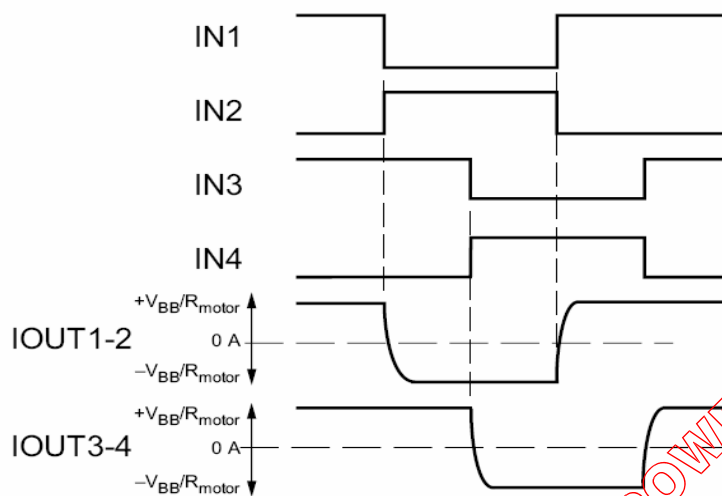 IN1
IN2
IN3
IN4
+VBB/Rmotor
IOUT1-2
0 A
–VBB/Rmotor
+VBB/Rmotor
IOUT3-4
0 A
–VBB/Rmotor